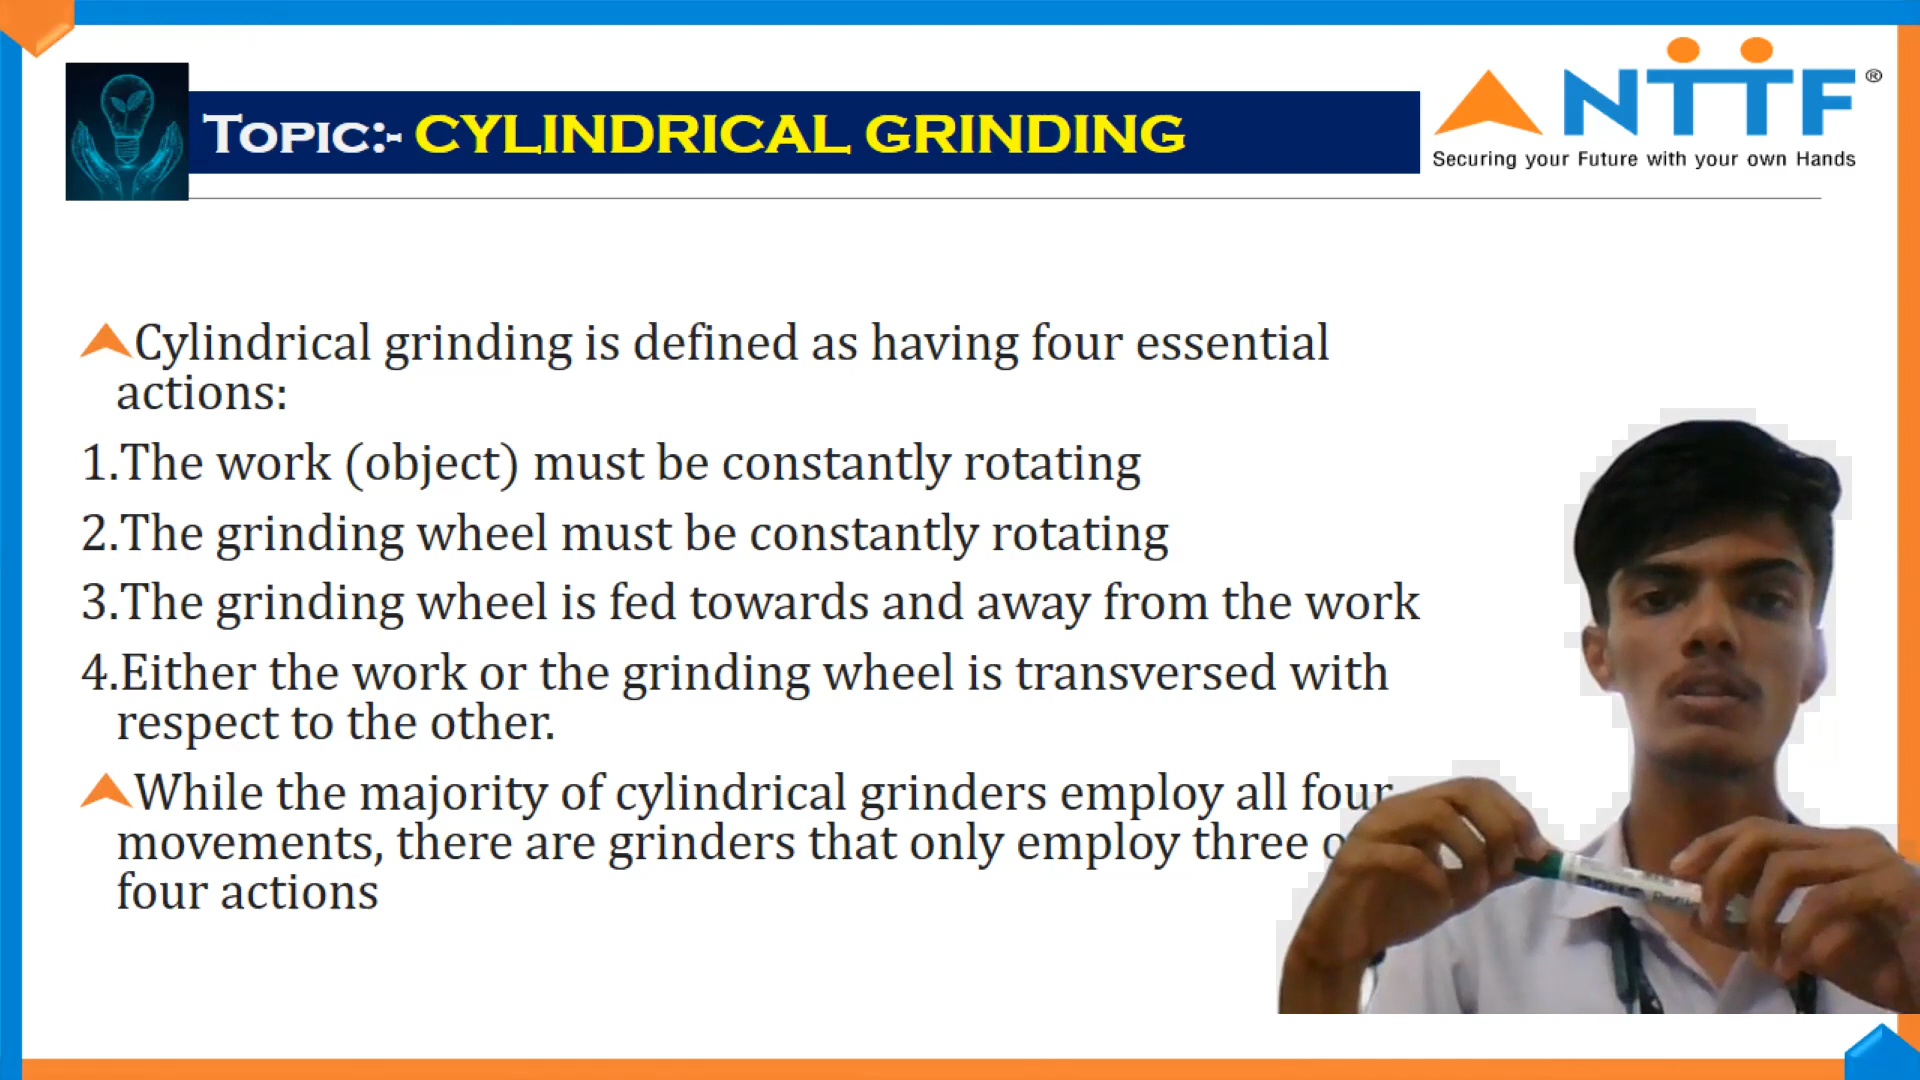 TOPIC:- CYLINDRICAL GRINDING
NTTF®
Securing your Future with your own Hands
Cylindrical grinding is defined as having four essential
actions:
1.The work (object) must be constantly rotating
2.The grinding wheel must be constantly rotating
3.The grinding wheel is fed towards and away from the work
4.Either the work or the grinding wheel is transversed with
respect to the other.
While the majority of cylindrical grinders employ all four
movements, there are grinders that only employ three
four actions